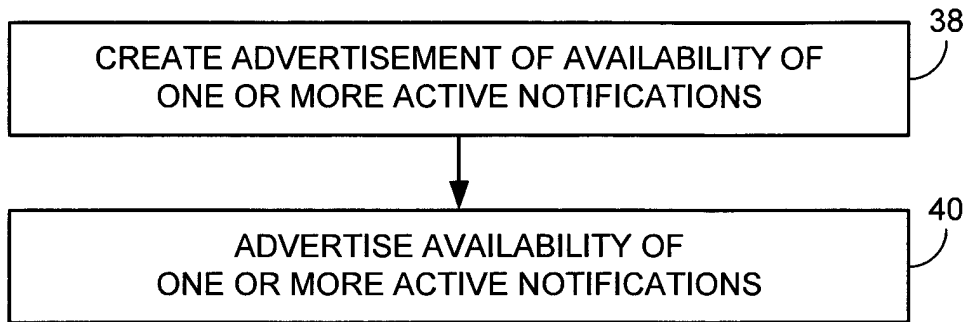 38
CREATE ADVERTISEMENT OF AVAILABILITY OF
ONE OR MORE ACTIVE NOTIFICATIONS
40
ADVERTISE AVAILABILITY OF
ONE OR MORE ACTIVE NOTIFICATIONS